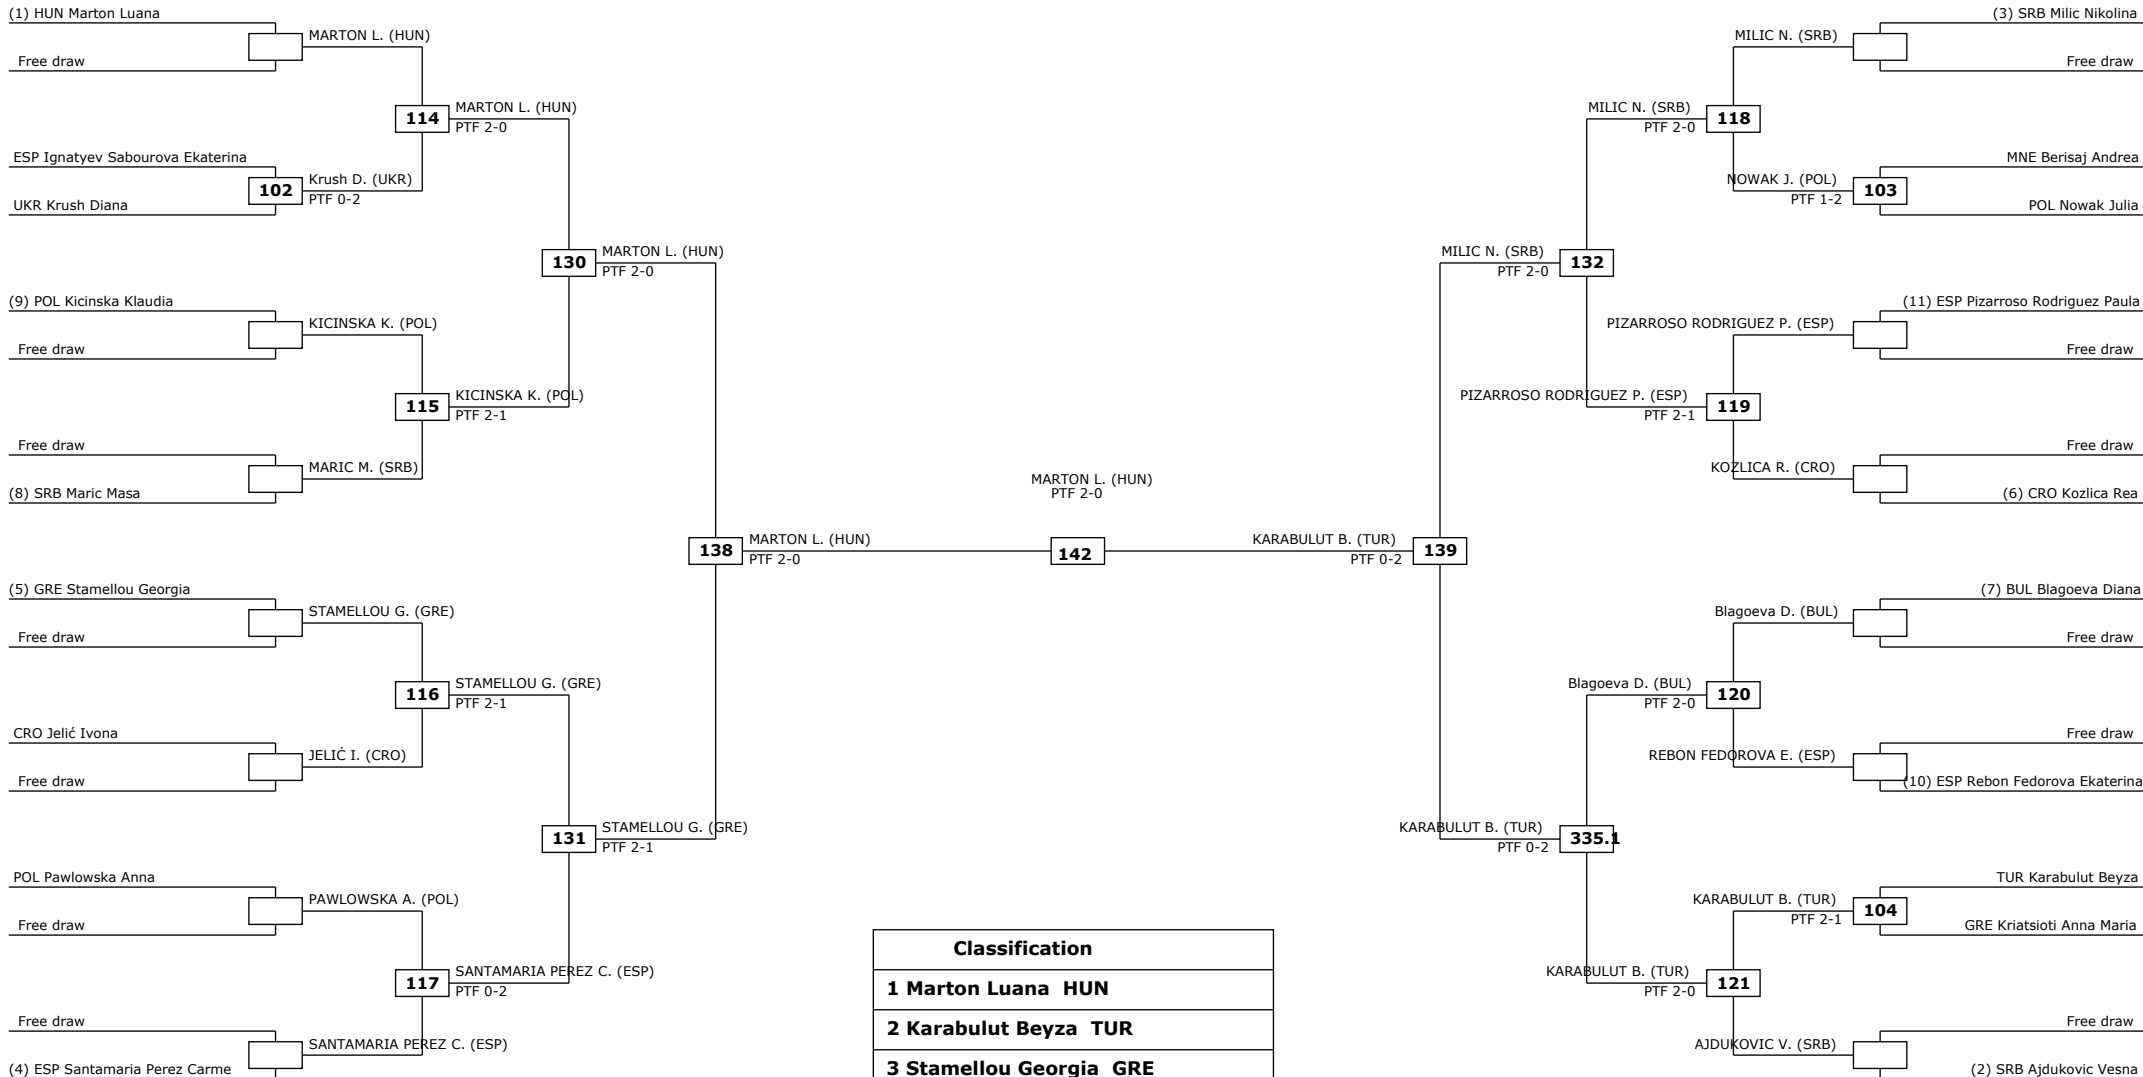 (1) HUN Marton Luana
MARTON L. (HUN)
Free draw
MARTON L. (HUN)
114
PTF 2-0
ESP Ignatyev Sabourova Ekaterina
102
Krush D. (UKR)
PTF 0-2
UKR Krush Diana
MARTON L. (HUN)
130
PTF 2-0
(9) POL Kicinska Klaudia
KICINSKA K. (POL)
Free draw
KICINSKA K. (POL)
115
PTF 2-1
Free draw
MARIC M. (SRB)
(8) SRB Maric Masa
MARTON L. (HUN)
138
PTF 2-0
(5) GRE Stamellou Georgia
STAMELLOU G. (GRE)
Free draw
STAMELLOU G. (GRE)
116
PTF 2-1
CRO Jelić Ivona
JELIĆ I. (CRO)
Free draw
STAMELLOU G. (GRE)
131
PTF 2-1
POL Pawlowska Anna
PAWLOWSKA A. (POL)
Free draw
SANTAMARIA PEREZ C. (ESP)
117
PTF 0-2
Free draw
SANTAMARIA PEREZ C. (ESP)
(4) ESP Santamaria Perez Carme
MARTON L. (HUN)
PTF 2-0
142
(3) SRB Milic Nikolina
MILIC N. (SRB)
Free draw
MILIC N. (SRB)
118
PTF 2-0
MNE Berisaj Andrea
NOWAK J. (POL)
103
PTF 1-2
POL Nowak Julia
MILIC N. (SRB)
132
PTF 2-0
(11) ESP Pizarroso Rodriguez Paula
PIZARROSO RODRIGUEZ P. (ESP)
Free draw
PIZARROSO RODRIGUEZ P. (ESP)
119
PTF 2-1
Free draw
KOZLICA R. (CRO)
(6) CRO Kozlica Rea
KARABULUT B. (TUR)
139
PTF 0-2
(7) BUL Blagoeva Diana
Blagoeva D. (BUL)
Free draw
Blagoeva D. (BUL)
120
PTF 2-0
Free draw
REBON FEDOROVA E. (ESP)
(10) ESP Rebon Fedorova Ekaterina
KARABULUT B. (TUR)
335.1
PTF 0-2
TUR Karabulut Beyza
KARABULUT B. (TUR)
104
PTF 2-1
GRE Kriatsioti Anna Maria
KARABULUT B. (TUR)
121
PTF 2-0
Free draw
AJDUKOVIC V. (SRB)
(2) SRB Ajdukovic Vesna
Classification
1 Marton Luana HUN
2 Karabulut Beyza TUR
3 Stamellou Georgia GRE